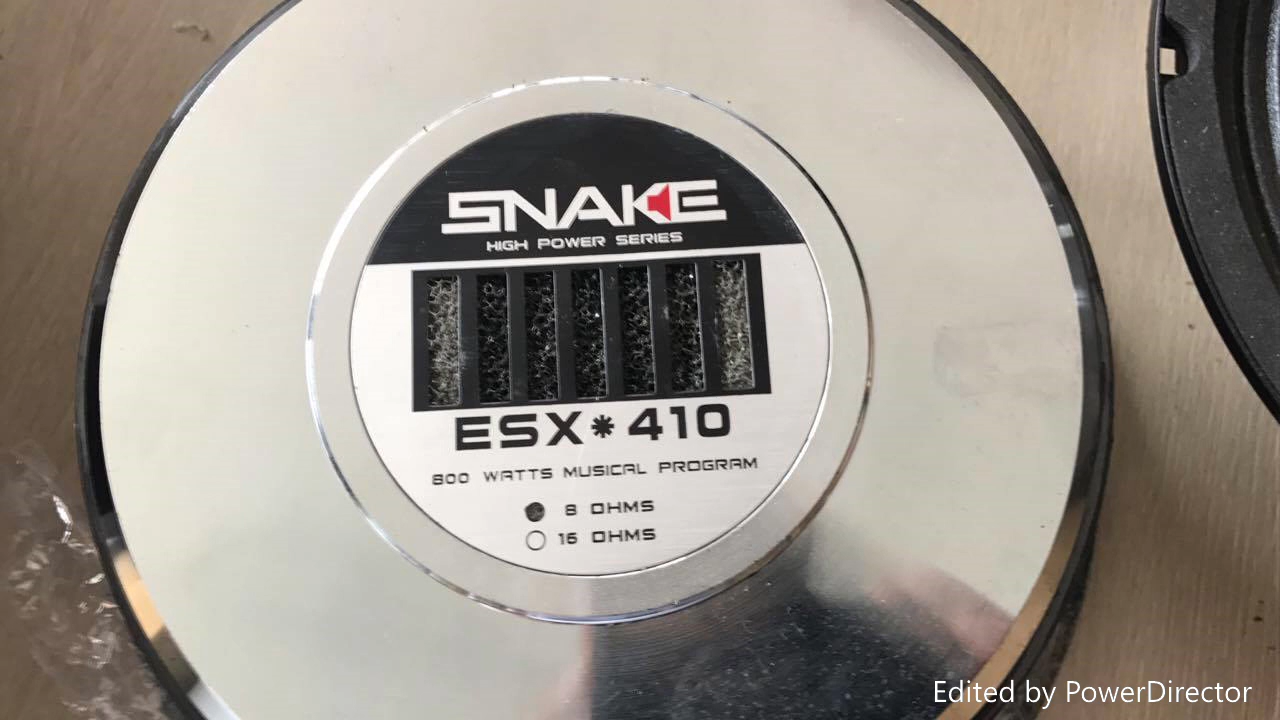 SNAKE
HIGH POWER SERIES
ESX*410
800 WATTS MUSICAL PROGRAM
8 OHMS
16 OHMS
Edited by PowerDirector